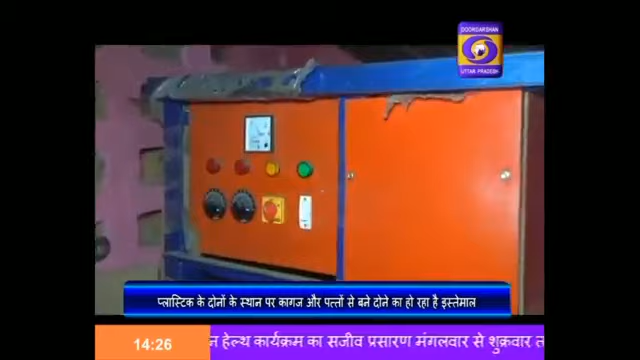 DOORDARSHAN
UTTAR PRADESH
प्लास्टिक के दोनों के स्थान पर कागज और पत्तों से बने दोने का हो रहा है इस्तेमाल
14:26
न हेल्थ कार्यक्रम का सजीव प्रसारण मंगलवार से शुक्रवार त